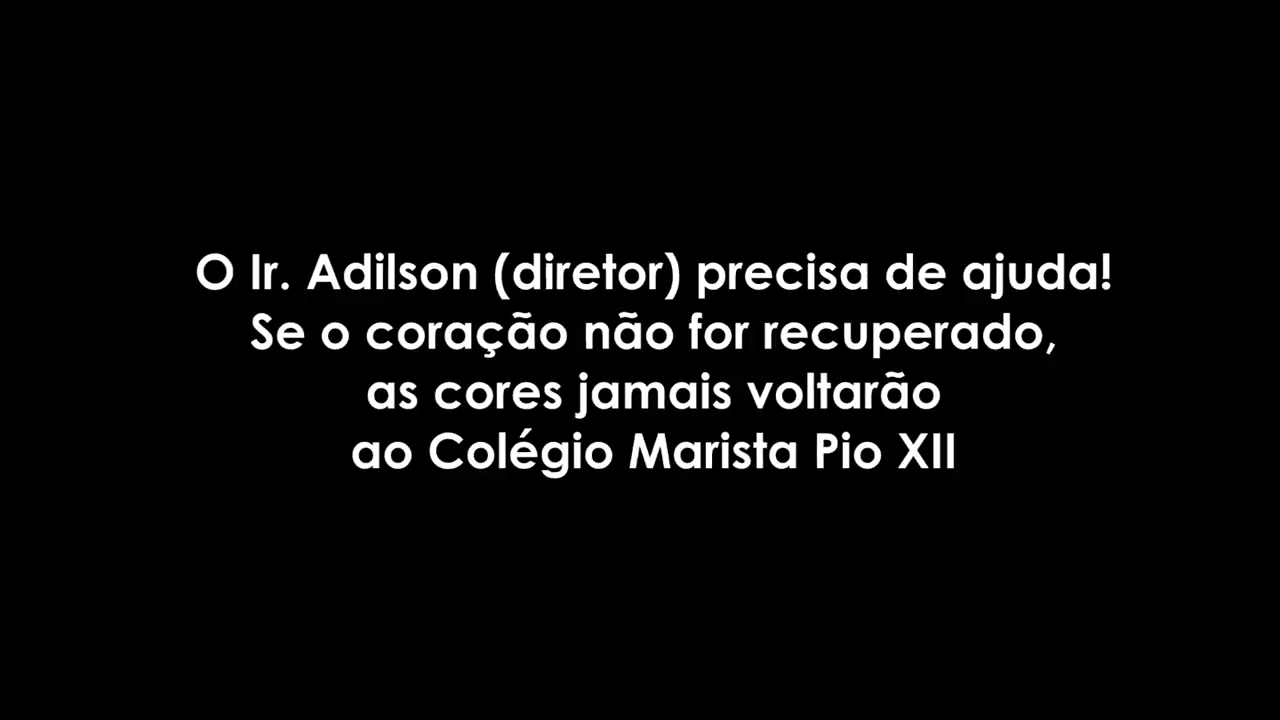 O Ir. Adilson (diretor) precisa de ajuda!
Se o coração não for recuperado,
as cores jamais voltarão
ao Colégio Marista Pio XII